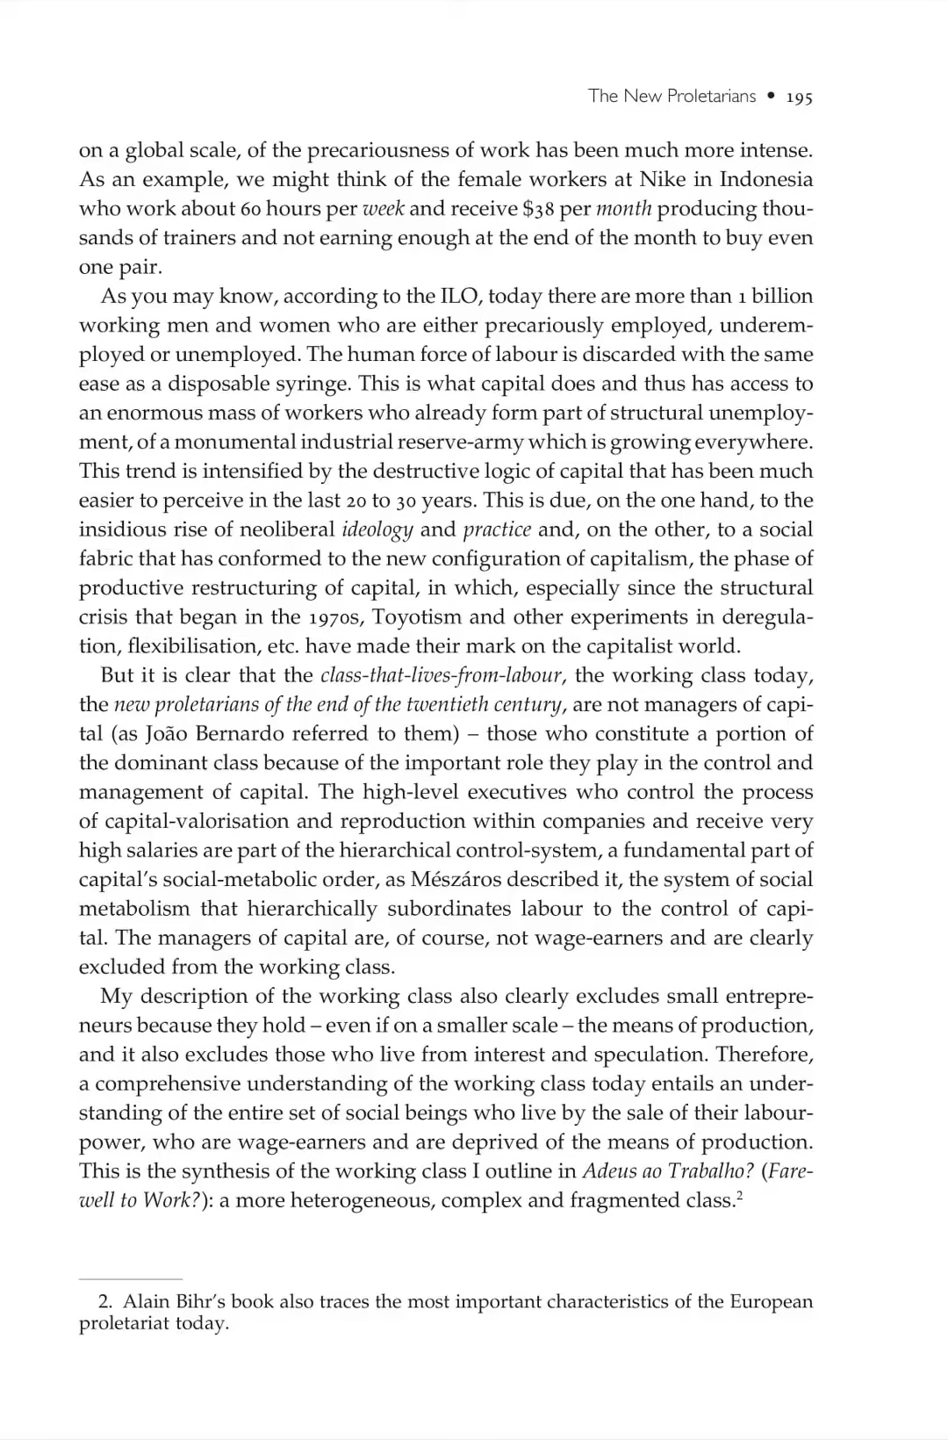 The New Proletarians • 195
on a global scale, of the precariousness of work has been much more intense.
As an example, we might think of the female workers at Nike in Indonesia
who work about 60 hours per week and receive $38 per month producing thou-
sands of trainers and not earning enough at the end of the month to buy even
one pair.
As you may know, according to the ILO, today there are more than 1 billion
working men and women who are either precariously employed, underem-
ployed or unemployed. The human force of labour is discarded with the same
ease as a disposable syringe. This is what capital does and thus has access to
an enormous mass of workers who already form part of structural unemploy-
ment, of a monumental industrial reserve-army which is growing everywhere.
This trend is intensified by the destructive logic of capital that has been much
easier to perceive in the last 20 to 30 years. This is due, on the one hand, to the
insidious rise of neoliberal ideology and practice and, on the other, to a social
fabric that has conformed to the new configuration of capitalism, the phase of
productive restructuring of capital, in which, especially since the structural
crisis that began in the 1970s, Toyotism and other experiments in deregula-
tion, flexibilisation, etc. have made their mark on the capitalist world.
But it is clear that the class-that-lives-from-labour, the working class today,
the new proletarians of the end of the twentieth century, are not managers of capi-
tal (as João Bernardo referred to them) – those who constitute a portion of
the dominant class because of the important role they play in the control and
management of capital. The high-level executives who control the process
of capital-valorisation and reproduction within companies and receive very
high salaries are part of the hierarchical control-system, a fundamental part of
capital's social-metabolic order, as Mészáros described it, the system of social
metabolism that hierarchically subordinates labour to the control of capi-
tal. The managers of capital are, of course, not wage-earners and are clearly
excluded from the working class.
My description of the working class also clearly excludes small entrepre-
neurs because they hold – even if on a smaller scale – the means of production,
and it also excludes those who live from interest and speculation. Therefore,
a comprehensive understanding of the working class today entails an under-
standing of the entire set of social beings who live by the sale of their labour-
power, who are wage-earners and are deprived of the means of production.
This is the synthesis of the working class I outline in Adeus ao Trabalho? (Fare-
well to Work?): a more heterogeneous, complex and fragmented class.2
2. Alain Bihr's book also traces the most important characteristics of the European
proletariat today.